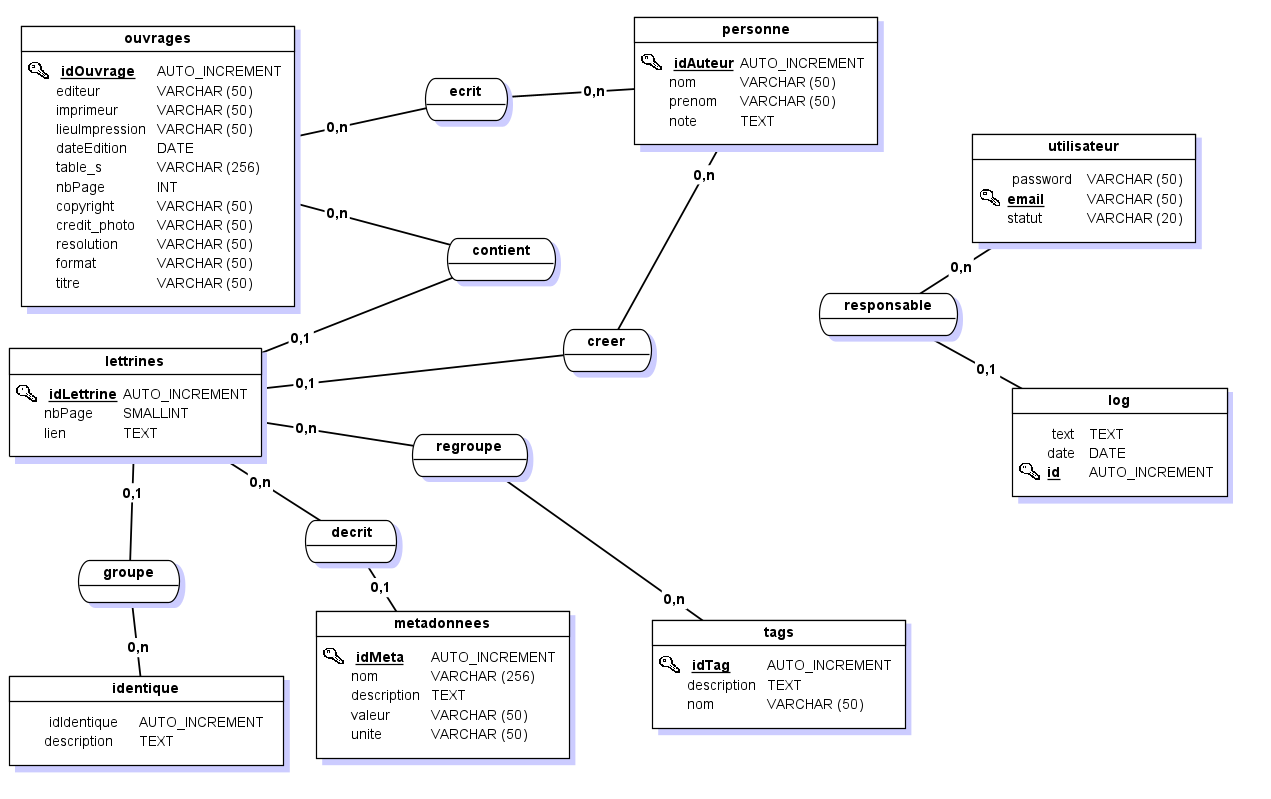 ouvrages
idOuvrage AUTO_INCREMENT
editeur VARCHAR (50)
imprimeur VARCHAR (50)
lieuImpression VARCHAR (50)
dateEdition DATE
table_s VARCHAR (256)
nbPage INT
copyright VARCHAR (50)
credit_photo VARCHAR (50)
resolution VARCHAR (50)
format VARCHAR (50)
titre VARCHAR (50)
0,n
ecrit
0,n
personne
idAuteur AUTO_INCREMENT
nom VARCHAR (50)
prenom VARCHAR (50)
note TEXT
0,n
0,n
contient
0,1
creer
0,1
utilisateur
password VARCHAR (50)
email VARCHAR (50)
statut VARCHAR (20)
0,n
responsable
0,1
log
text TEXT
date DATE
id AUTO_INCREMENT
lettrines
idLettrine AUTO_INCREMENT
nbPage SMALLINT
lien TEXT
0,n
regroupe
0,n
0,1
groupe
0,n
0,n
decrit
0,1
identique
idIdentique AUTO_INCREMENT
description TEXT
metadonnees
idMeta AUTO_INCREMENT
nom VARCHAR (256)
description TEXT
valeur VARCHAR (50)
unite VARCHAR (50)
tags
idTag AUTO_INCREMENT
description TEXT
nom VARCHAR (50)